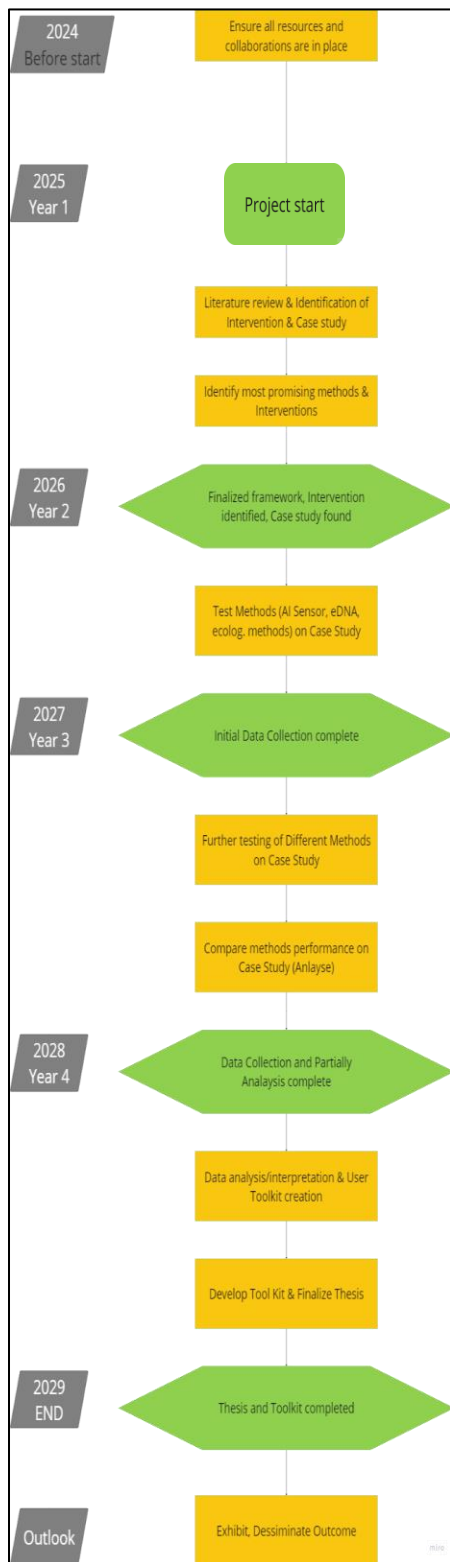 2024
Before start
Ensure all resources and
collaborations are in place
2025
Year 1
Project start
Literature review & Identification of
Intervention & Case study
Identify most promising methods &
Interventions
2026
Year 2
Finalized framework, Intervention
identified, Case study found
Test Methods (AI Sensor, eDNA,
ecolog. methods) on Case Study
2027
Year 3
Initial Data Collection complete
Further testing of Different Methods
on Case Study
Compare methods performance on
Case Study (Anlayse)
2028
Year 4
Data Collection and Partially
Analaysis complete
Data analysis/interpretation & User
Toolkit creation
Develop Tool Kit & Finalize Thesis
2029
END
Thesis and Toolkit completed
Outlook
Exhibit, Dessiminate Outcome
miro